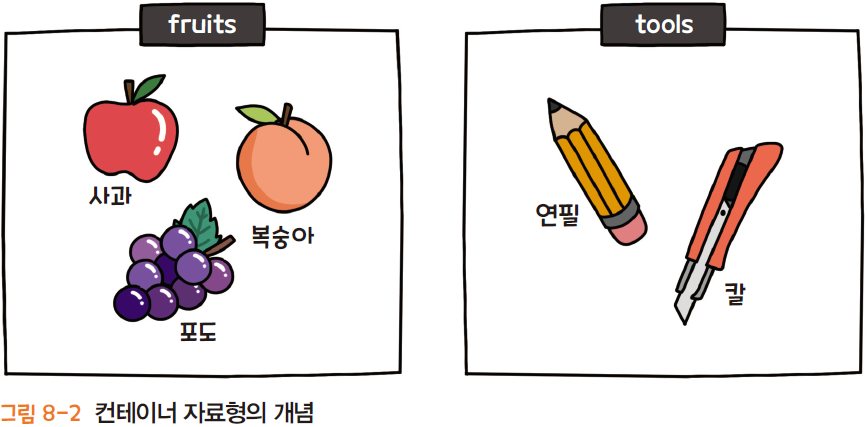 fruits
tools
사과
복숭아
포도
연필
칼
그림 8-2 컨테이너 자료형의 개념